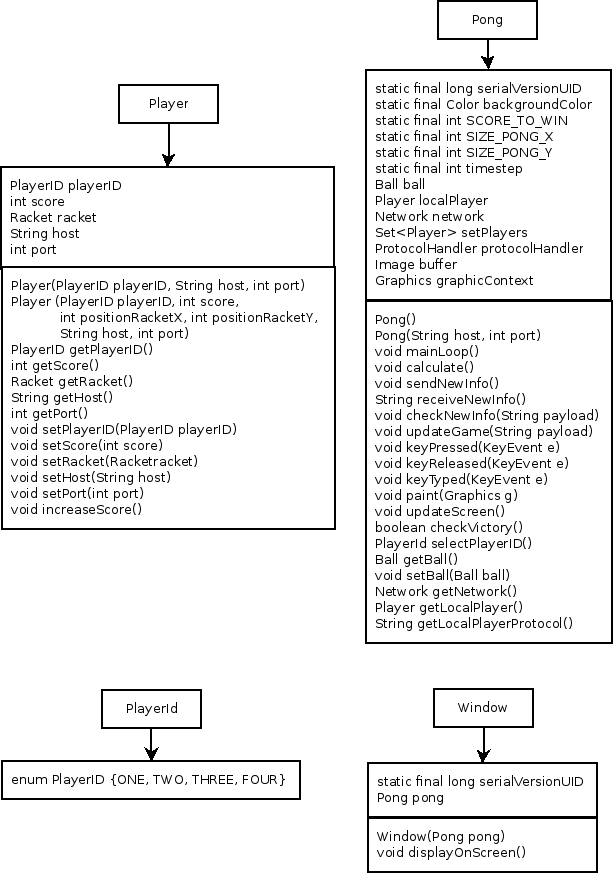 Player
PlayerID playerID
int score
Racket racket
String host
int port
Player(PlayerID playerID, String host, int port)
Player (PlayerID playerID, int score,
int positionRacketX, int positionRacketY,
String host, int port)
PlayerID getPlayerID()
int getScore()
Racket getRacket()
String getHost()
int getPort()
void setPlayerID(PlayerID playerID)
void setScore(int score)
void setRacket(Racketracket)
void setHost(String host)
void setPort(int port)
void increaseScore()
Pong
static final long serialVersionUID
static final Color backgroundColor
static final int SCORE_TO_WIN
static final int SIZE_PONG_X
static final int SIZE_PONG_Y
static final int timestep
Ball ball
Player localPlayer
Network network
Set<Player> setPlayers
ProtocolHandler protocolHandler
Image buffer
Graphics graphicContext
Pong()
Pong(String host, int port)
void mainLoop()
void calculate()
void sendNewInfo()
String receiveNewInfo()
void checkNewInfo(String payload)
void updateGame(String payload)
void keyPressed(KeyEvent e)
void keyReleased(KeyEvent e)
void keyTyped(KeyEvent e)
void paint(Graphics g)
void updateScreen()
boolean checkVictory()
PlayerId selectPlayerID()
Ball getBall()
void setBall(Ball ball)
Network getNetwork()
Player getLocalPlayer()
String getLocalPlayerProtocol()
PlayerId
enum PlayerID {ONE, TWO, THREE, FOUR}
Window
static final long serialVersionUID
Pong pong
Window(Pong pong)
void displayOnScreen()